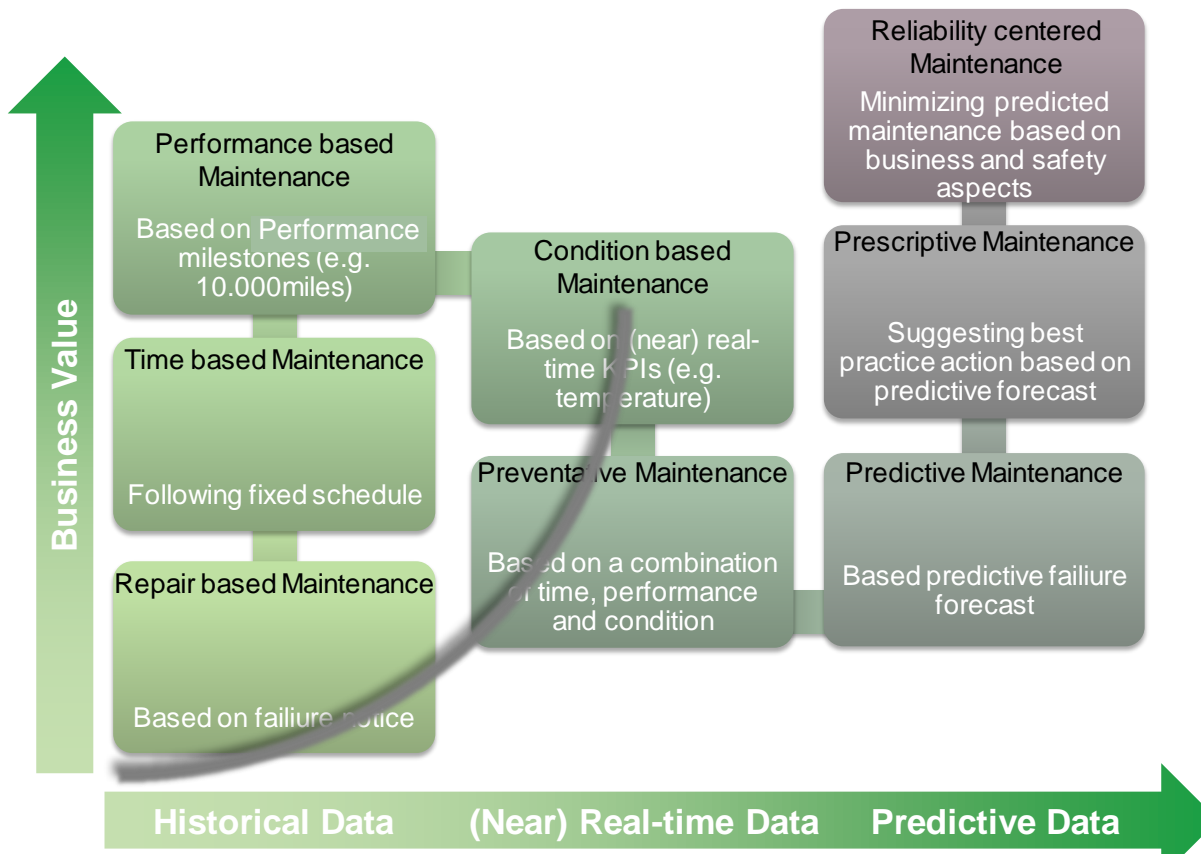 Business Value
Performance based
Maintenance
Based on Performance
milestones (e.g.
10.000miles)
Time based Maintenance
Following fixed schedule
Repair based Maintenance
Based on failiure notice
Condition based
Maintenance
Based on (near) real-
time KPIs (e.g.
temperature)
Preventative Maintenance
Based on a combination
of time, performance
and condition
Reliability centered
Maintenance
Minimizing predicted
maintenance based on
business and safety
aspects
Prescriptive Maintenance
Suggesting best
practice action based on
predictive forecast
Predictive Maintenance
Based predictive failiure
forecast
Historical Data
(Near) Real-time Data
Predictive Data